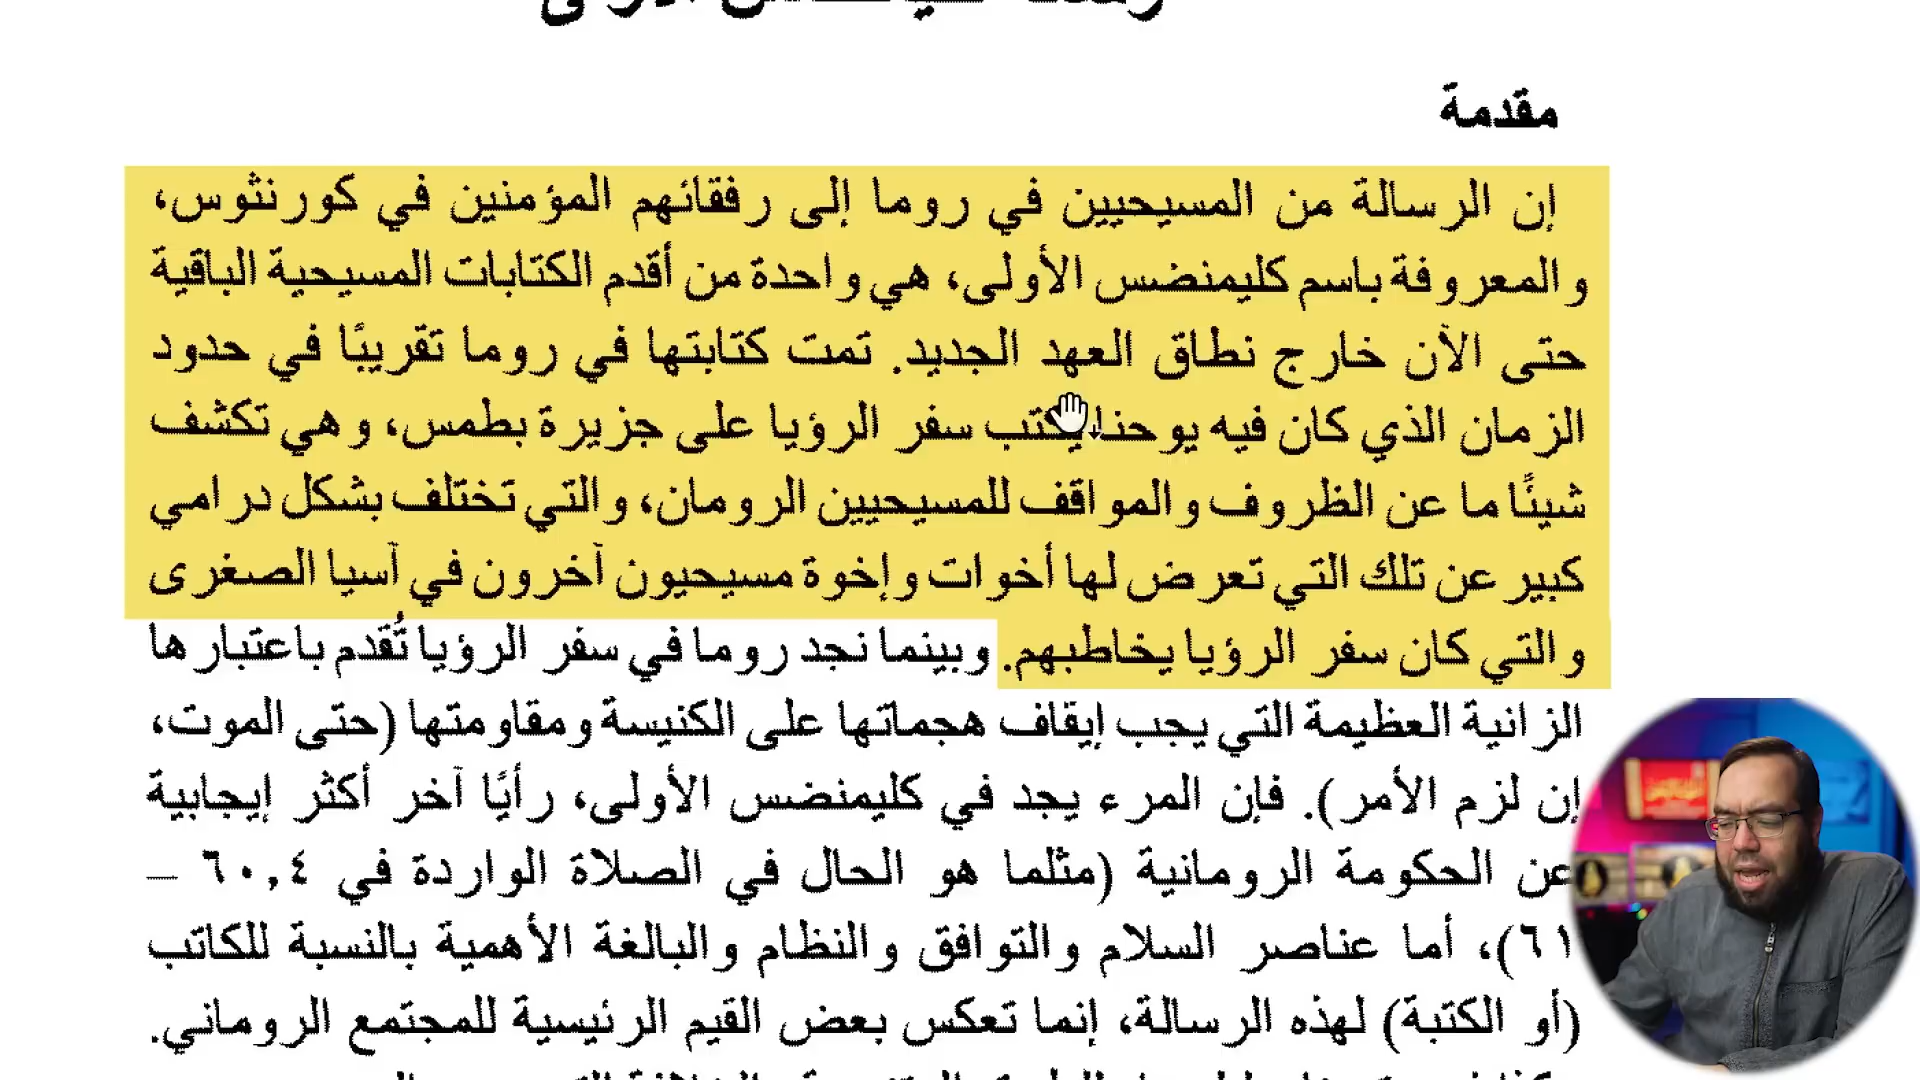 مقدمة
إن الرسالة من المسيحيين في روما إلى رفقائهم المؤمنين في كورنثوس،
والمعروفة باسم كليمنضس الأولى، هي واحدة من أقدم الكتابات المسيحية الباقية
حتى الآن خارج نطاق العهد الجديد. تمت كتابتها في روما تقريبًا في حدود
الزمان الذي كان فيه يوحنا يكتب سفر الرؤيا على جزيرة بطمس، وهي تكشف
شيئًا ما عن الظروف والمواقف للمسيحيين الرومان، والتي تختلف بشكل درامي
كبير عن تلك التي تعرض لها أخوات وإخوة مسيحيون آخرون في آسيا الصغرى
والتي كان سفر الرؤيا يخاطبهم. وبينما نجد روما في سفر الرؤيا تُقدم باعتبارها
الزانية العظيمة التي يجب إيقاف هجماتها على الكنيسة ومقاومتها (حتى الموت،
إن لزم الأمر). فإن المرء يجد في كليمنضس الأولى، رأيًا آخر أكثر إيجابية
عن الحكومة الرومانية (مثلما هو الحال في الصلاة الواردة في ٦٠,٤ –
٦١)، أما عناصر السلام والتوافق والنظام والبالغة الأهمية بالنسبة للكاتب
(أو الكتبة) لهذه الرسالة، إنما تعكس بعض القيم الرئيسية للمجتمع الروماني.